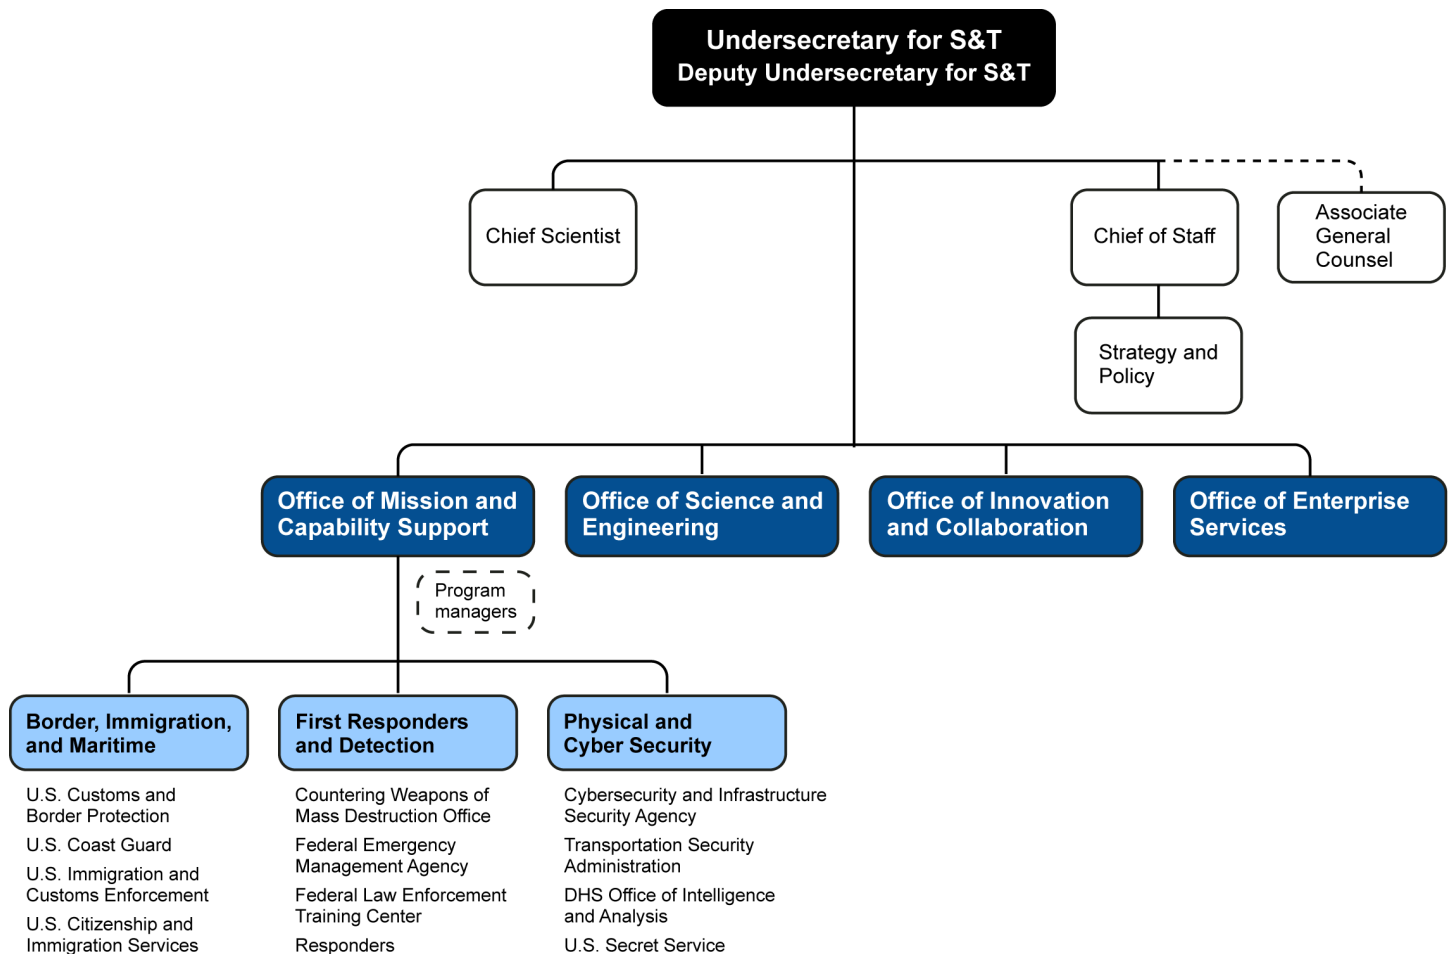 Undersecretary for S&T
Deputy Undersecretary for S&T
Chief Scientist
Chief of Staff
Associate
General
Counsel
Strategy and
Policy
Office of Mission and
Capability Support
Office of Science and
Engineering
Office of Innovation
and Collaboration
Office of Enterprise
Services
Program
managers
Border, Immigration,
and Maritime
U.S. Customs and
Border Protection
U.S. Coast Guard
U.S. Immigration and
Customs Enforcement
U.S. Citizenship and
Immigration Services
First Responders
and Detection
Countering Weapons of
Mass Destruction Office
Federal Emergency
Management Agency
Federal Law Enforcement
Training Center
Responders
Physical and
Cyber Security
Cybersecurity and Infrastructure
Security Agency
Transportation Security
Administration
DHS Office of Intelligence
and Analysis
U.S. Secret Service